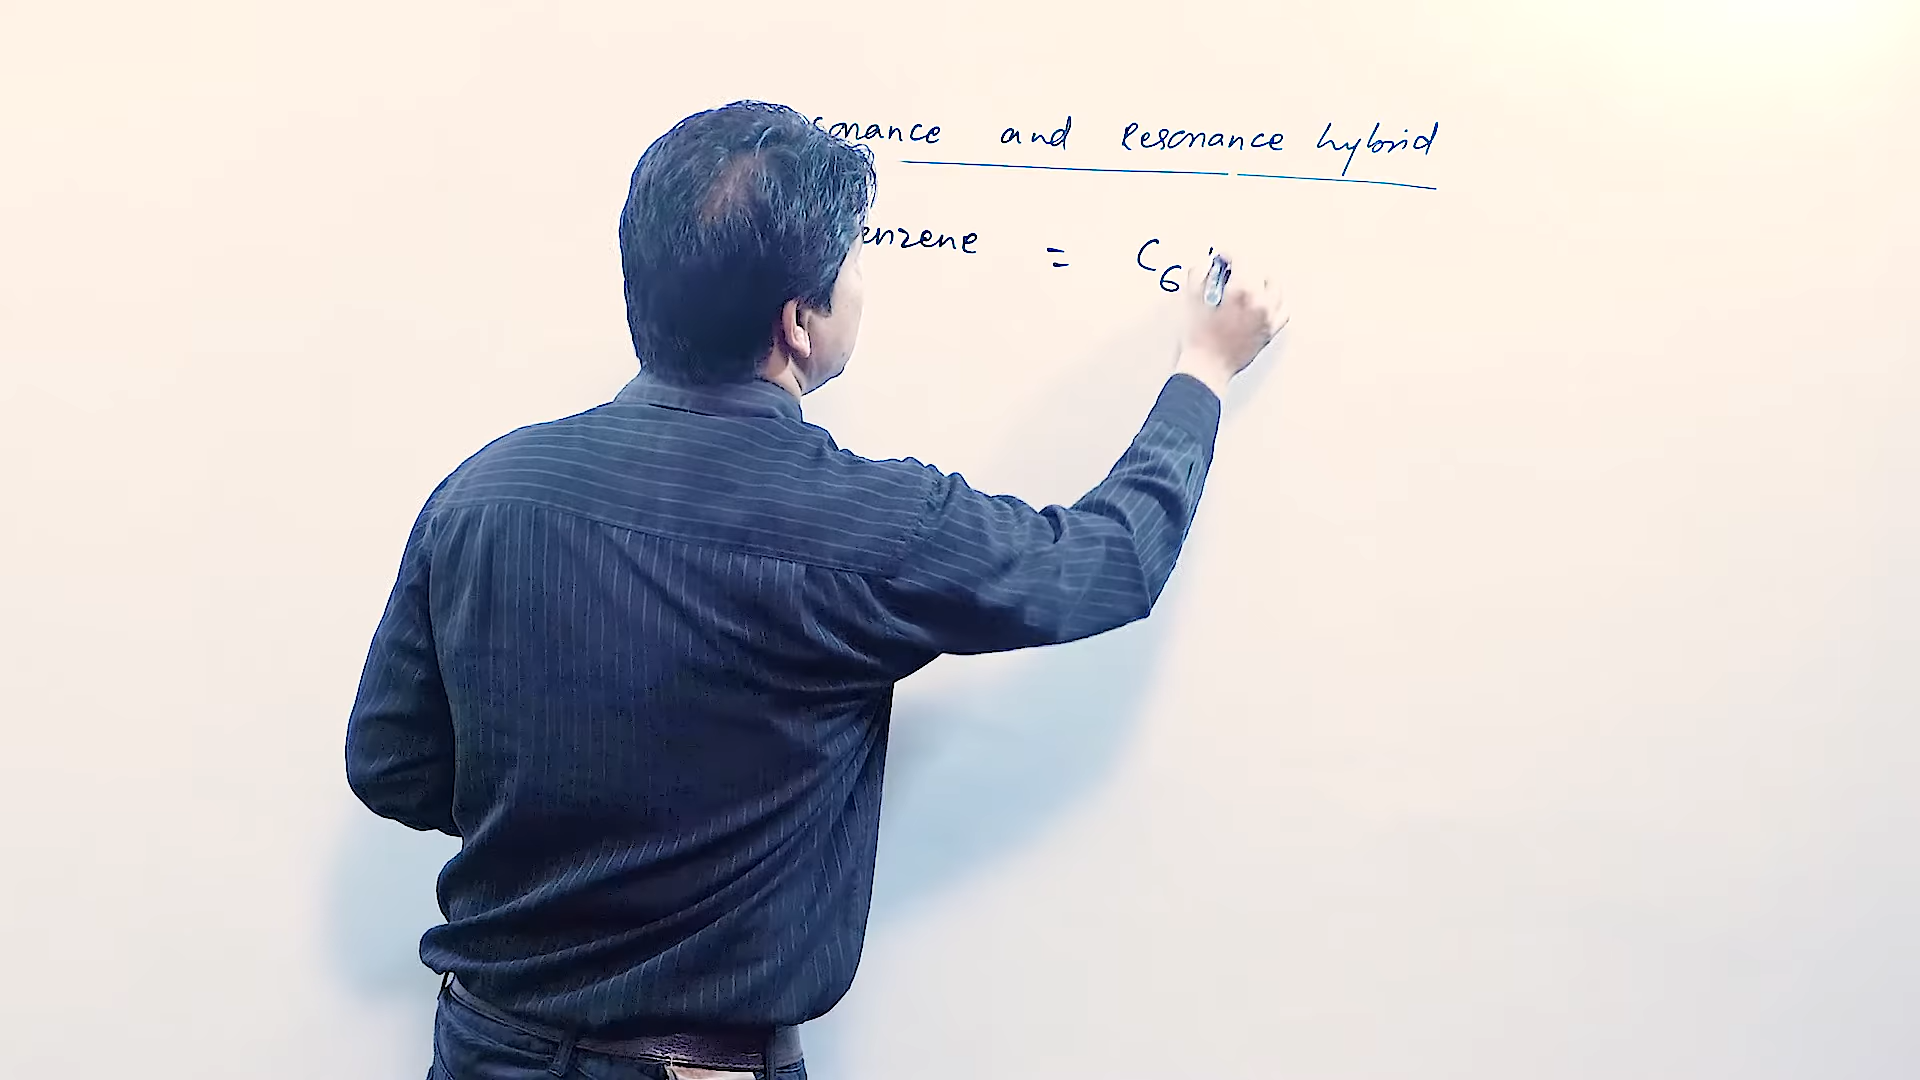 sonance and Resonance hybrid
enzene = C6